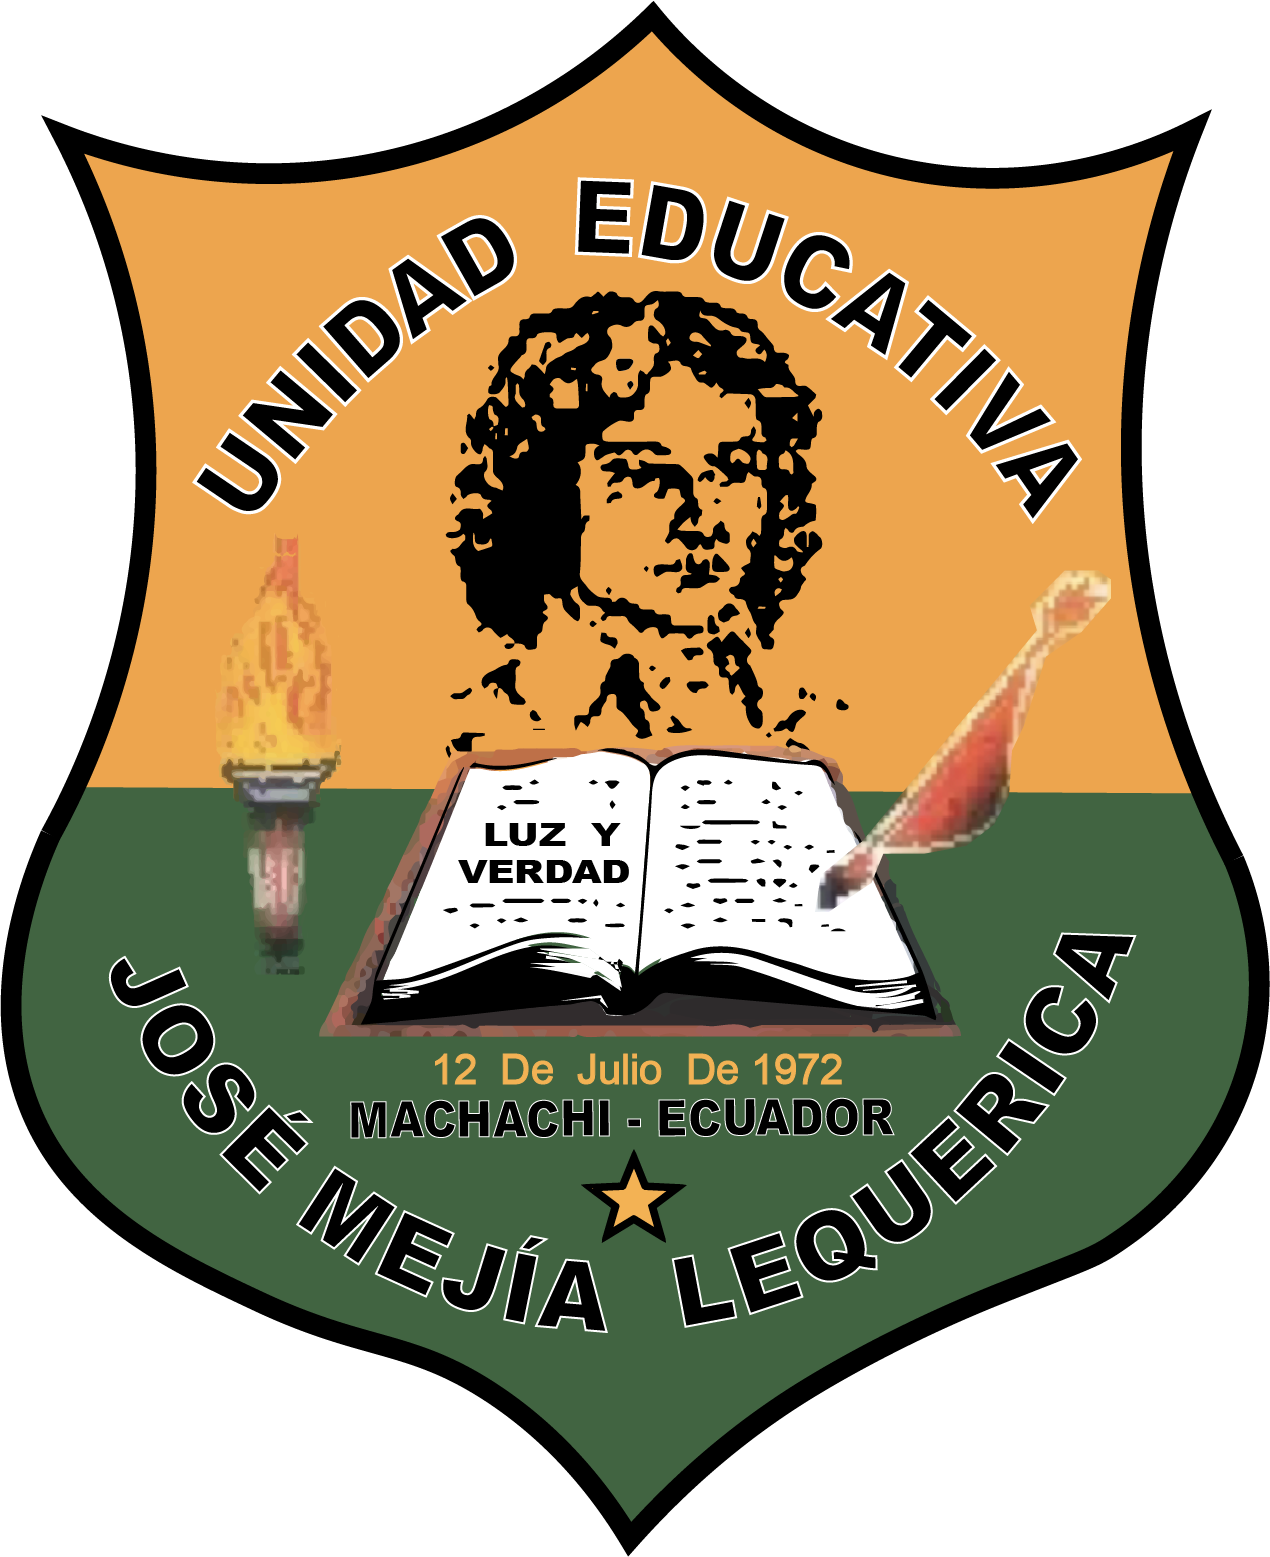 UNIDAD EDUCATIVA
LUZ Y
VERDAD
12 De Julio De 1972
MACHACHI - ECUADOR
JOSÉ MEJÍA LEQUERICA